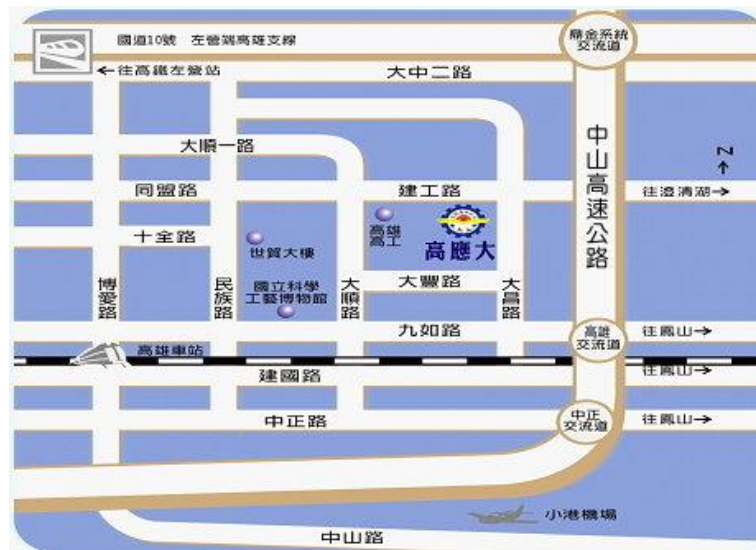 國道10號 左營端高雄支線
鼎金系統
交流道
←往高鐵左營站
大中二路
大順一路
中山高速公路
N
同盟路
建工路
往澄清湖→
十全路
高雄
高工
高應大
世貿大樓
博愛路
民族路
國立科學
工藝博物館
大順路
大豐路
大昌路
九如路
高雄
交流道
往鳳山→
高雄車站
建國路
往鳳山→
中正路
中正
交流道
往鳳山→
小港機場
中山路